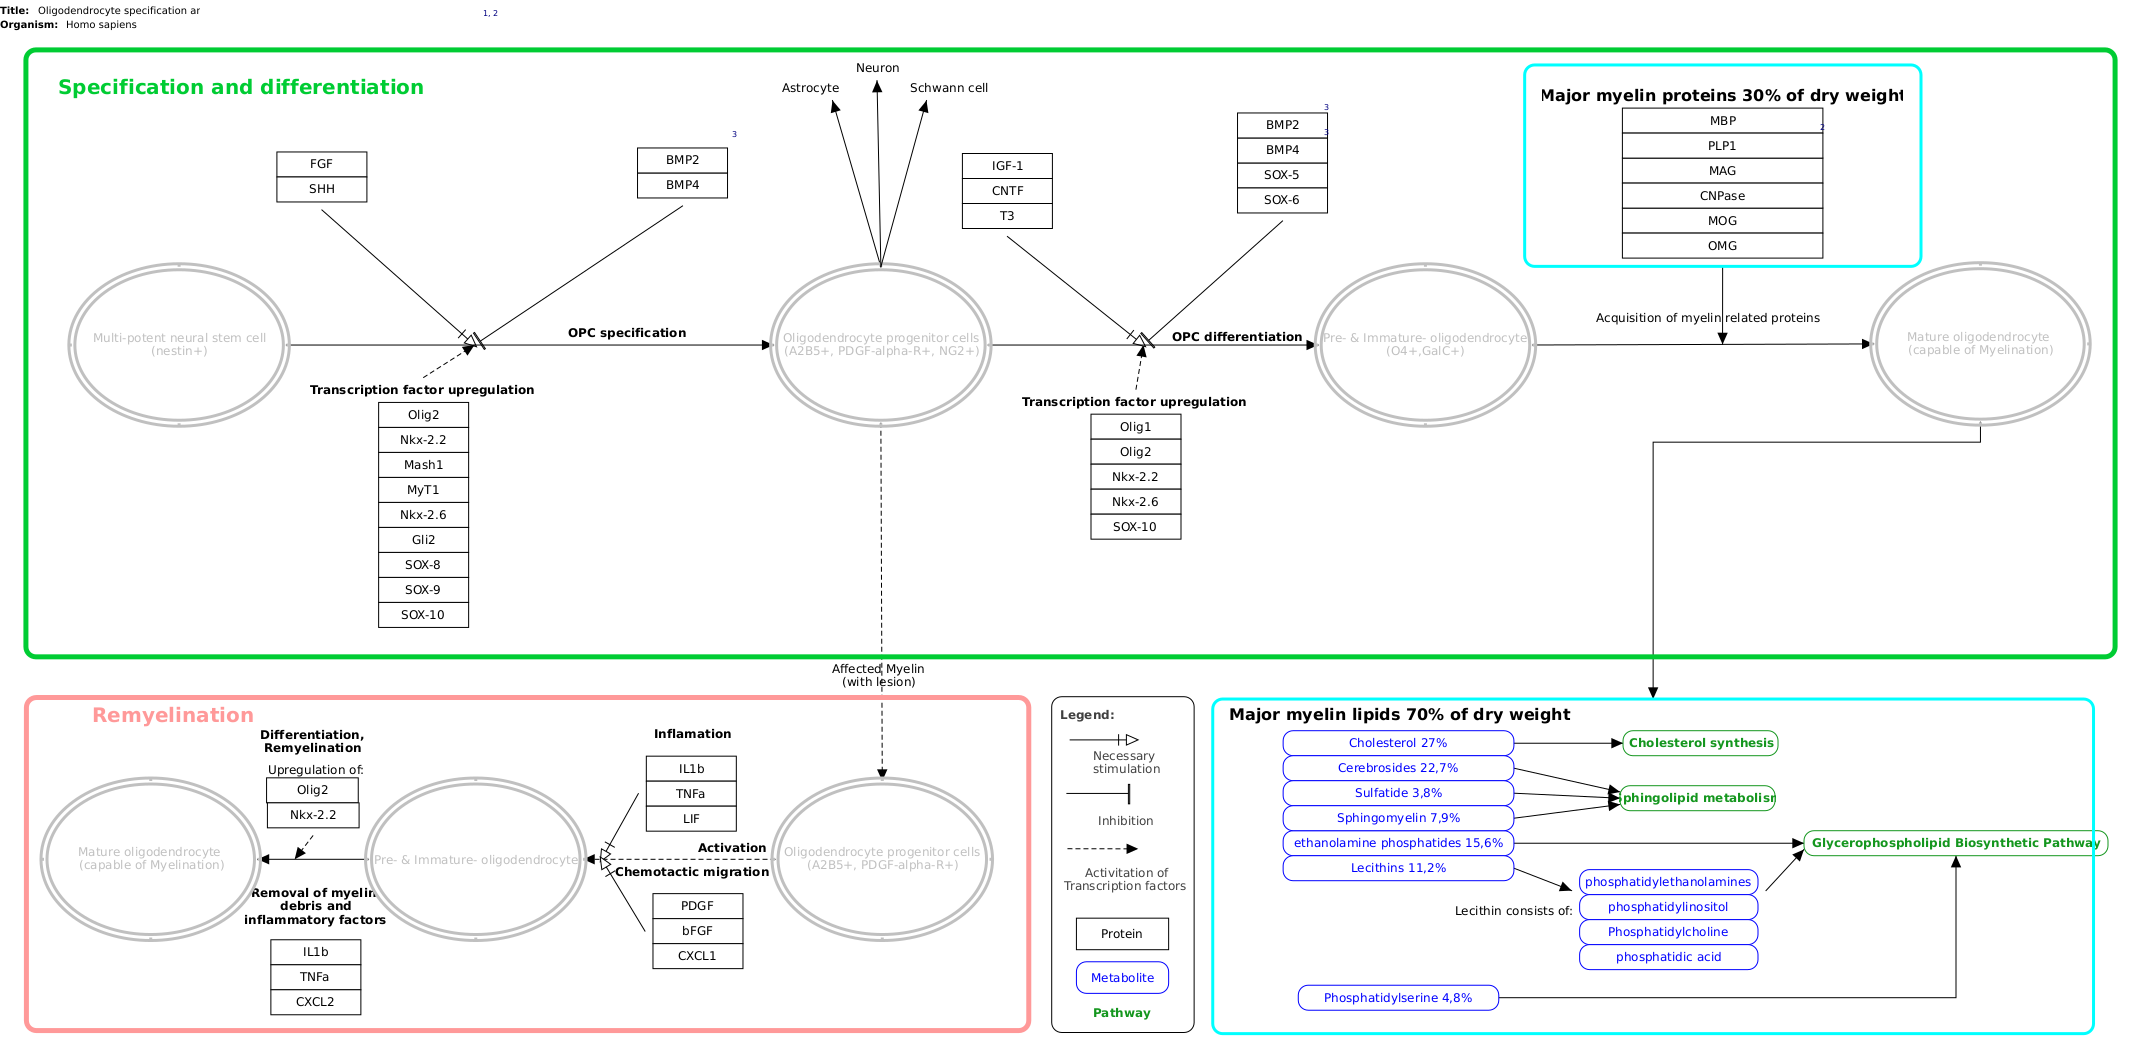 Title: Oligodendrocyte specification ar
1, 2
Organism: Homo sapiens
Specification and differentiation
Neuron
Astrocyte
Schwann cell
FGF
SHH
3
BMP2
BMP4
IGF-1
CNTF
T3
3
BMP2
3
BMP4
SOX-5
SOX-6
Major myelin proteins 30% of dry weight
MBP
2
PLP1
MAG
CNPase
MOG
OMG
Multi-potent neural stem cell
(nestin+)
OPC specification
Oligodendrocyte progenitor cells
(A2B5+, PDGF-alpha-R+, NG2+)
OPC differentiation
Pre- & Immature- oligodendrocyte
(O4+,GalC+)
Acquisition of myelin related proteins
Mature oligodendrocyte
(capable of Myelination)
Transcription factor upregulation
Olig2
Nkx-2.2
Mash1
MyT1
Nkx-2.6
Gli2
SOX-8
SOX-9
SOX-10
Transcription factor upregulation
Olig1
Olig2
Nkx-2.2
Nkx-2.6
SOX-10
Affected Myelin
(with lesion)
Remyelination
Differentiation,
Remyelination
Upregulation of:
Olig2
Nkx-2.2
Inflamation
IL1b
TNFa
LIF
Mature oligodendrocyte
(capable of Myelination)
Pre- & Immature- oligodendrocyte
Activation
Chemotactic migration
Oligodendrocyte progenitor cells
(A2B5+, PDGF-alpha-R+)
Removal of myelin
debris and
inflammatory factors
IL1b
TNFa
CXCL2
PDGF
bFGF
CXCL1
Legend:
Necessary
stimulation
Inhibition
Activitation of
Transcription factors
Protein
Metabolite
Pathway
Major myelin lipids 70% of dry weight
Cholesterol 27%
Cerebrosides 22,7%
Sulfatide 3,8%
Sphingomyelin 7,9%
ethanolamine phosphatides 15,6%
Lecithins 11,2%
Cholesterol synthesis
phingolipid metabolisr
Glycerophospholipid Biosynthetic Pathway
Lecithin consists of:
phosphatidylethanolamines
phosphatidylinositol
Phosphatidylcholine
phosphatidic acid
Phosphatidylserine 4,8%